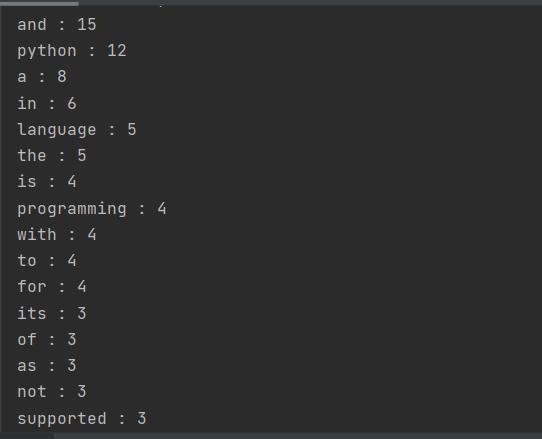 and : 15
python : 12
a : 8
in : 6
language : 5
the : 5
is : 4
programming : 4
with : 4
to : 4
for : 4
its : 3
of : 3
as : 3
not : 3
supported : 3